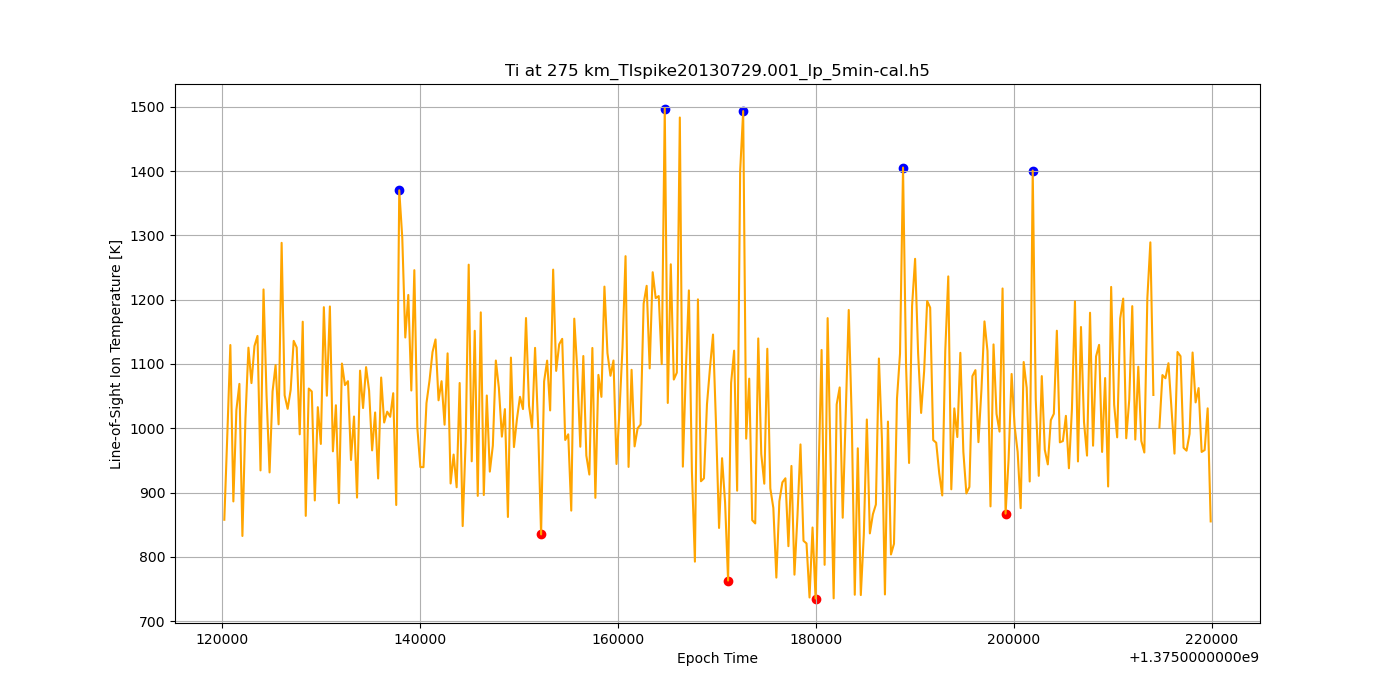 Ti at 275 km_TIspike20130729.001_lp_5min-cal.h5
Line-of-Sight Ion Temperature [K]
1500
1400
1300
1200
1100
1000
900
800
700
120000 140000 160000 180000 200000 220000
Epoch Time
+1.3750000000e9